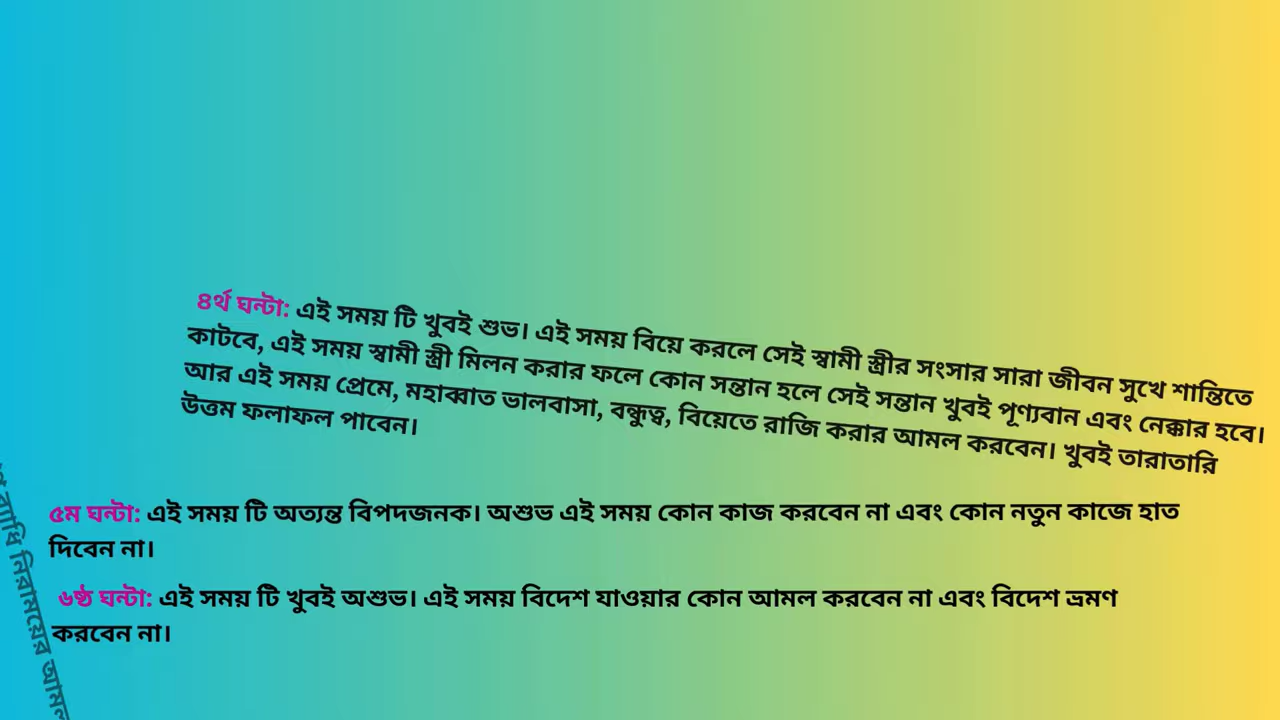 ৪র্থ ঘন্টা: এই সময় টি খুবই শুভ। এই সময় বিয়ে করলে সেই স্বামী স্ত্রীর সংসার সারা জীবন সুখে শান্তিতে
কাটবে, এই সময় স্বামী স্ত্রী মিলন করার ফলে কোন সন্তান হলে সেই সন্তান খুবই পূণ্যবান এবং নেক্কার হবে।
আর এই সময় প্রেমে, মহাব্বাত ভালবাসা, বন্ধুত্ব, বিয়েতে রাজি করার আমল করবেন। খুবই তারাতারি
উত্তম ফলাফল পাবেন।
৫ম ঘন্টা: এই সময় টি অত্যন্ত বিপদজনক। অশুভ এই সময় কোন কাজ করবেন না এবং কোন নতুন কাজে হাত
দিবেন না।
৬ষ্ঠ ঘন্টা: এই সময় টি খুবই অশুভ। এই সময় বিদেশ যাওয়ার কোন আমল করবেন না এবং বিদেশ ভ্রমণ
করবেন না।
ব্যাধি নিরাময়ের আমল